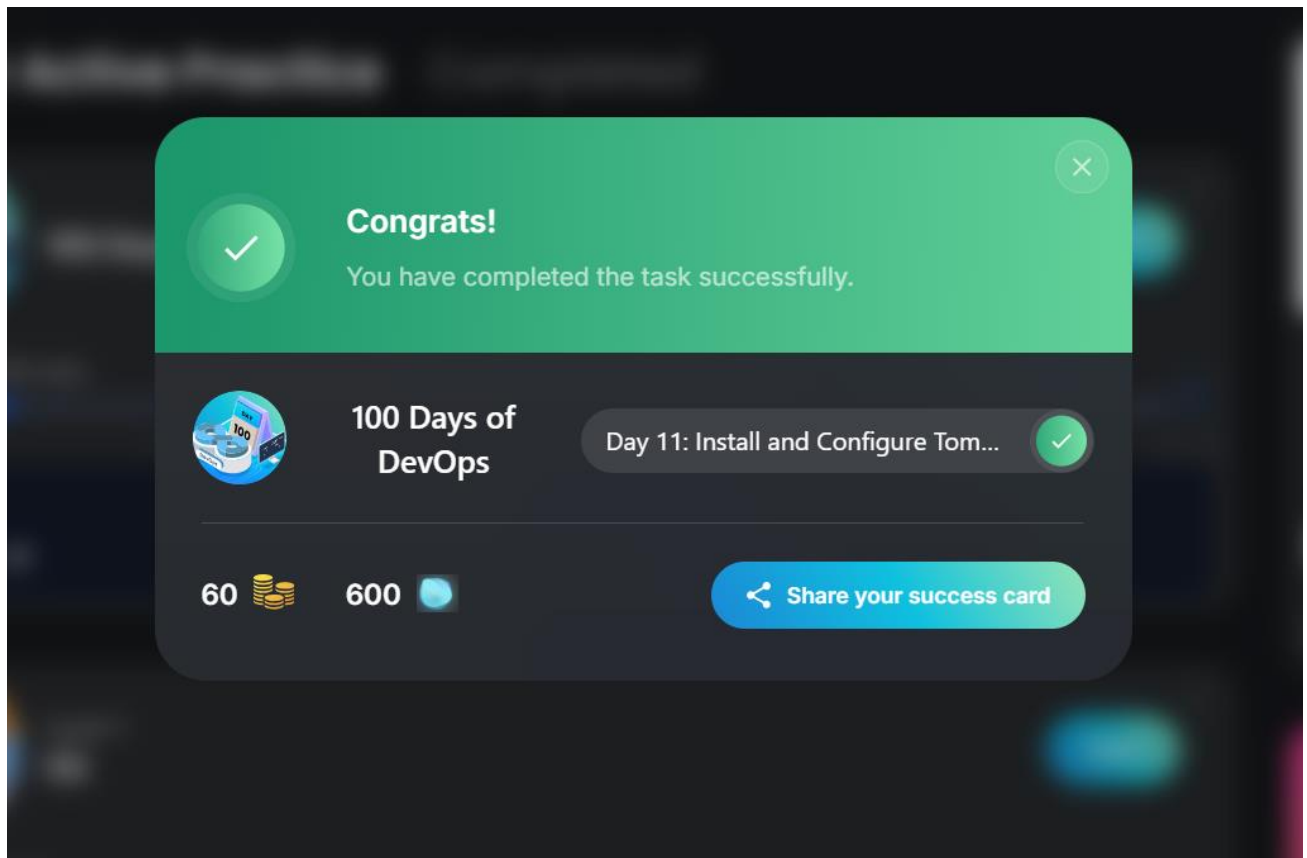 Congrats!
You have completed the task successfully.
100 Days of
DevOps
Day 11: Install and Configure Tom...
60
600
Share your success card